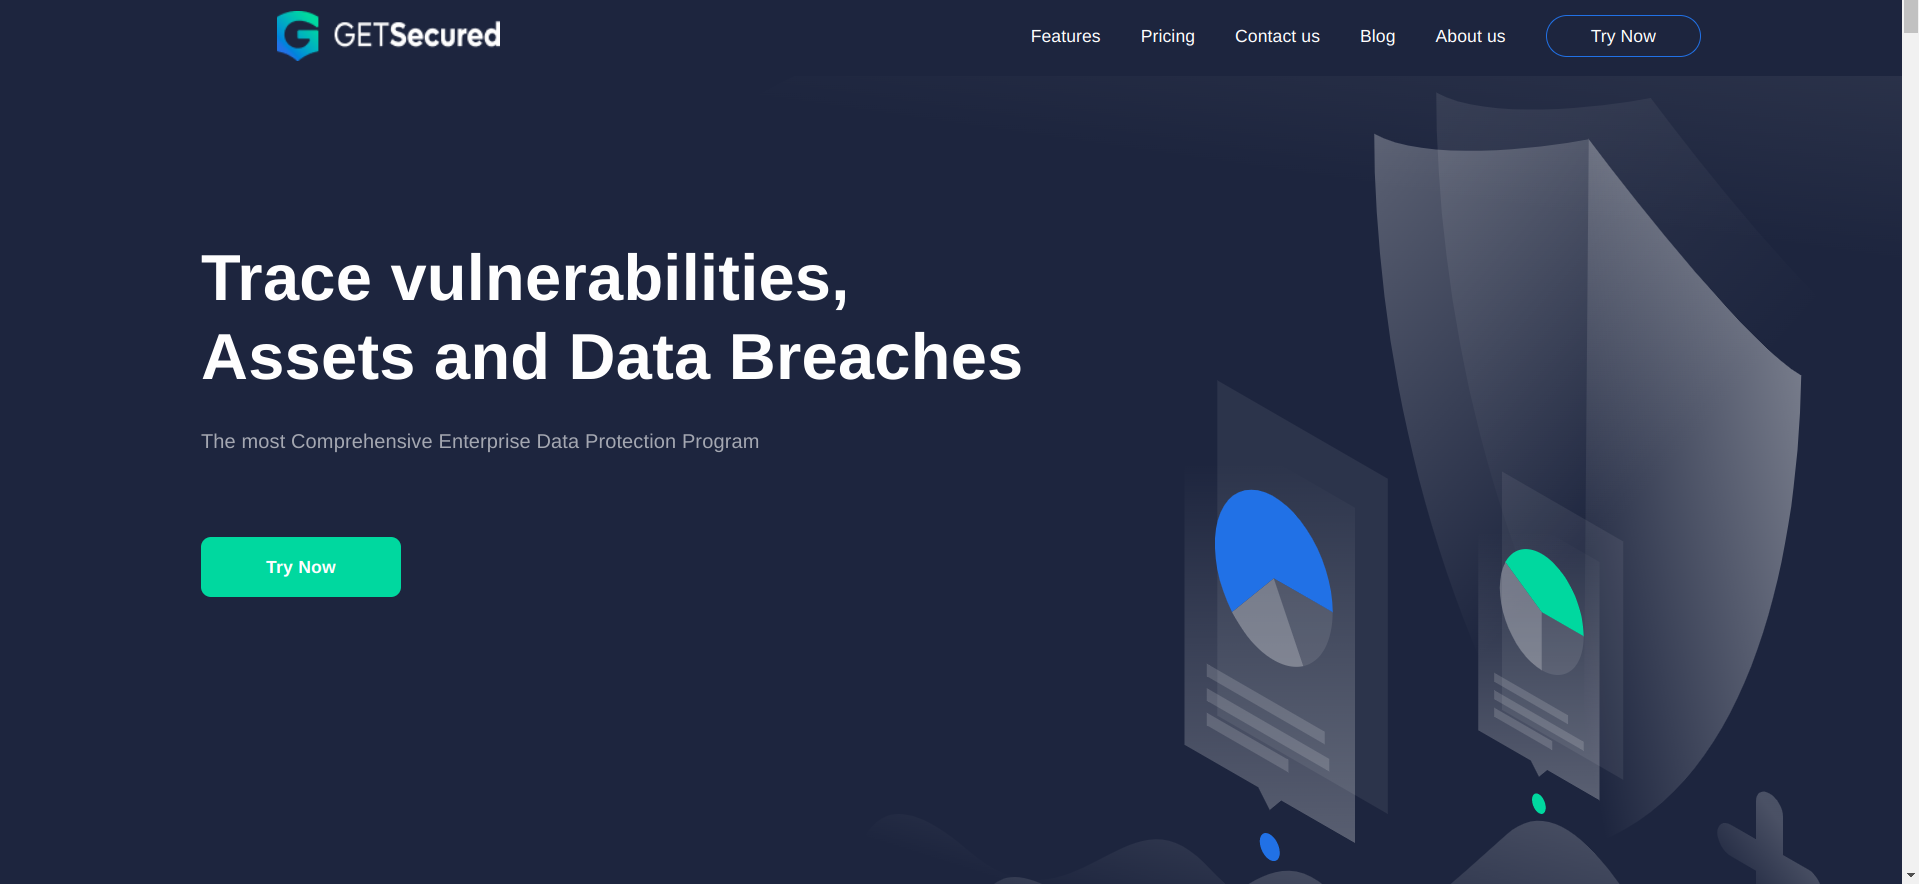 GETSecured
Features
Pricing
Contact us
Blog
About us
Try Now
Trace vulnerabilities,
Assets and Data Breaches
The most Comprehensive Enterprise Data Protection Program
Try Now